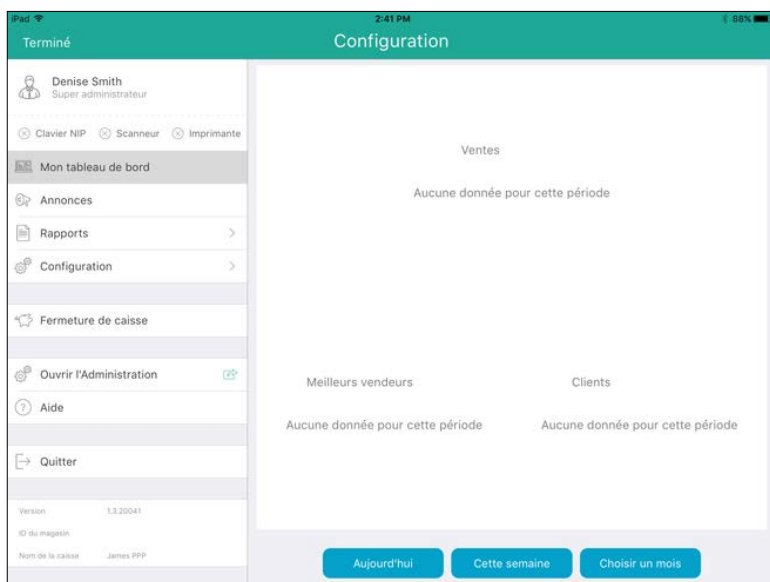 iPad 2:41 PM 88%
Terminé Configuration
Denise Smith
Super administrateur
Clavier NIP Scanneur Imprimante
Mon tableau de bord
Annonces
Rapports
Configuration
Fermeture de caisse
Ouvrir l'Administration
Aide
Quitter
Version 1.3.20041
ID du magasin
Nom de la caisse James PPP
Ventes
Aucune donnée pour cette période
Meilleurs vendeurs
Aucune donnée pour cette période
Clients
Aucune donnée pour cette période
Aujourd'hui Cette semaine Choisir un mois